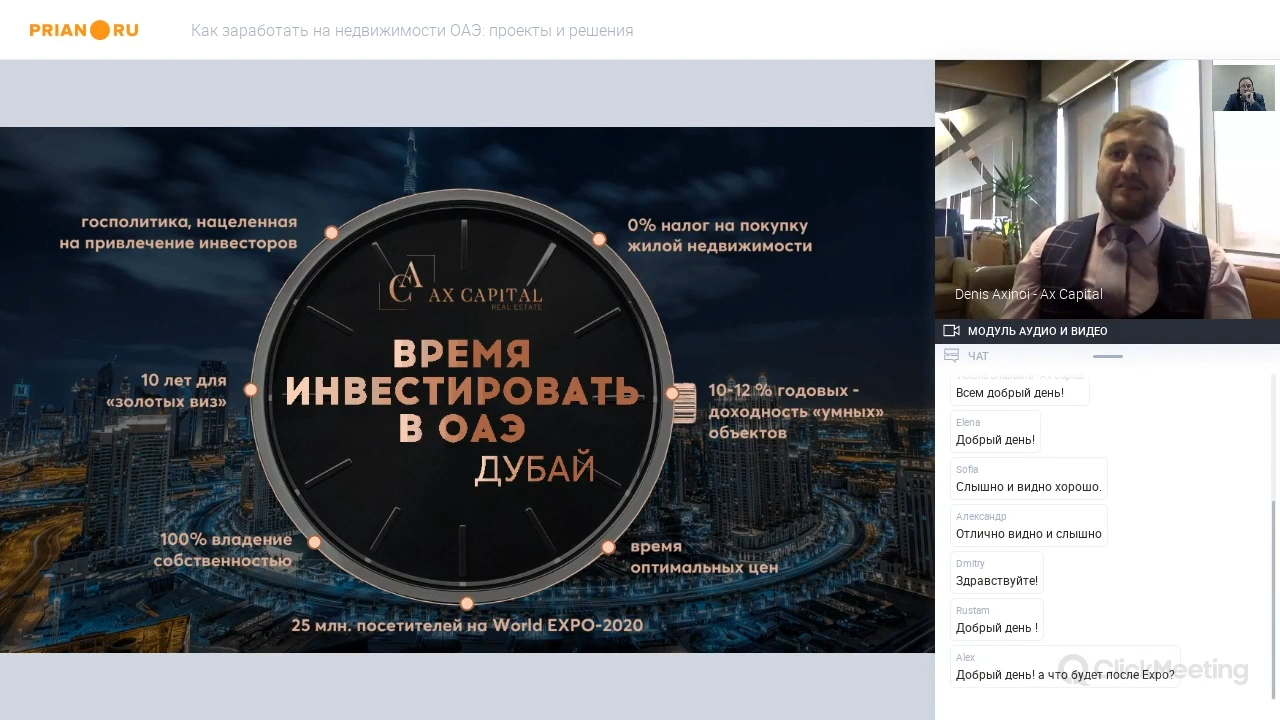 PRIAN RU
Как заработать на недвижимости ОАЭ: проекты и решения
госполитика, нацеленная
на привлечение инвесторов
0% налог на покупку
жилой недвижимости
AX CAPITAL
REAL ESTATE
ВРЕМЯ
ИНВЕСТИРОВАТЬ
В ОАЭ
ДУБАЙ
10 лет для
«золотых виз»
10-12 % годовых -
доходность «умных»
объектов
100% владение
собственностью
время
оптимальных цен
25 млн. посетителей на World EXPO-2020
Denis Axinoi - Ax Capital
МОДУЛЬ АУДИО И ВИДЕО
ЧАТ
Всем добрый день!
Elena
Добрый день!
Sofia
Слышно и видно хорошо.
Александр
Отлично видно и слышно
Dmitry
Здравствуйте!
Rustam
Добрый день !
Alex
Добрый день! а что будет после Expo?
ClickMeeting